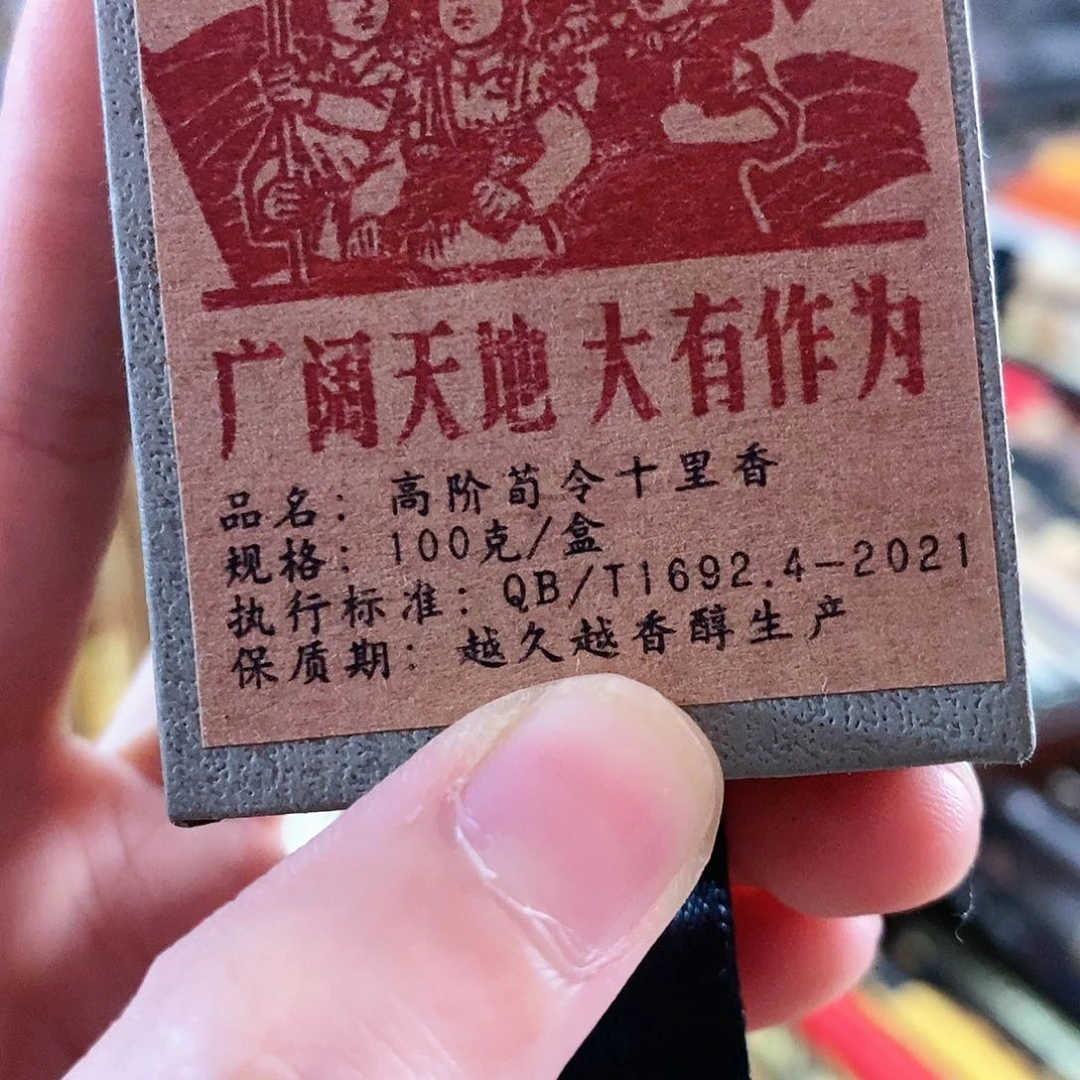 广阔天地 大有作为
品名：高阶荀令十里香
规格：100克/盒
执行标准：QB/T1692.4-2021
保质期：越久越香醇生产